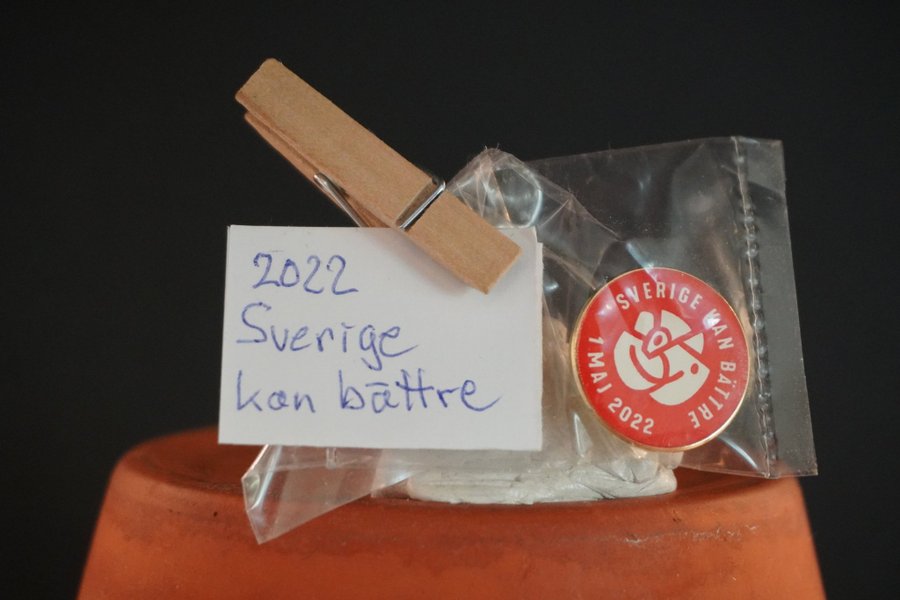 2022
Sverige
kan bättre
SVERIGE KAN BÄTTRE
1 MAJ 2022